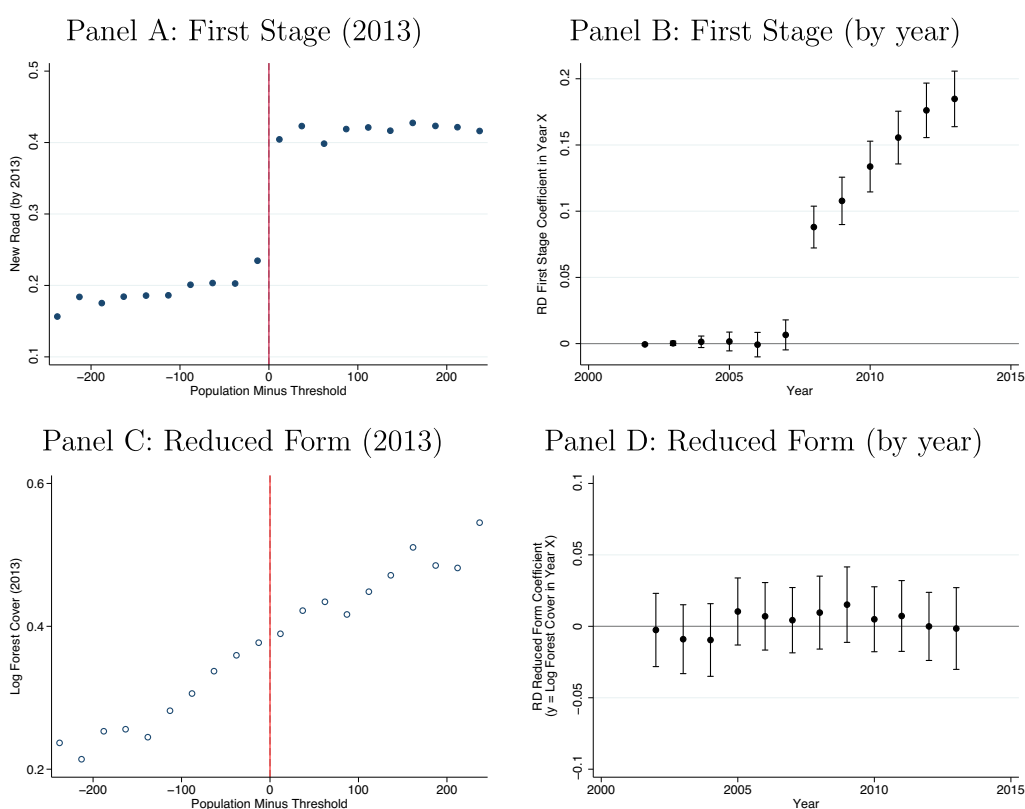 Panel A: First Stage (2013)
New Road (by 2013)
0.5
0.4
0.3
0.2
0.1
−200
−100
0
100
200
Population Minus Threshold
Panel B: First Stage (by year)
RD First Stage Coefficient in Year X
0.2
0.15
0.1
0.05
0
2000
2005
2010
2015
Year
Panel C: Reduced Form (2013)
Log Forest Cover (2013)
0.6
0.4
0.2
−200
−100
0
100
200
Population Minus Threshold
Panel D: Reduced Form (by year)
RD Reduced Form Coefficient
(y = Log Forest Cover in Year X)
0.1
0.05
0
−0.05
−0.1
2000
2005
2010
2015
Year